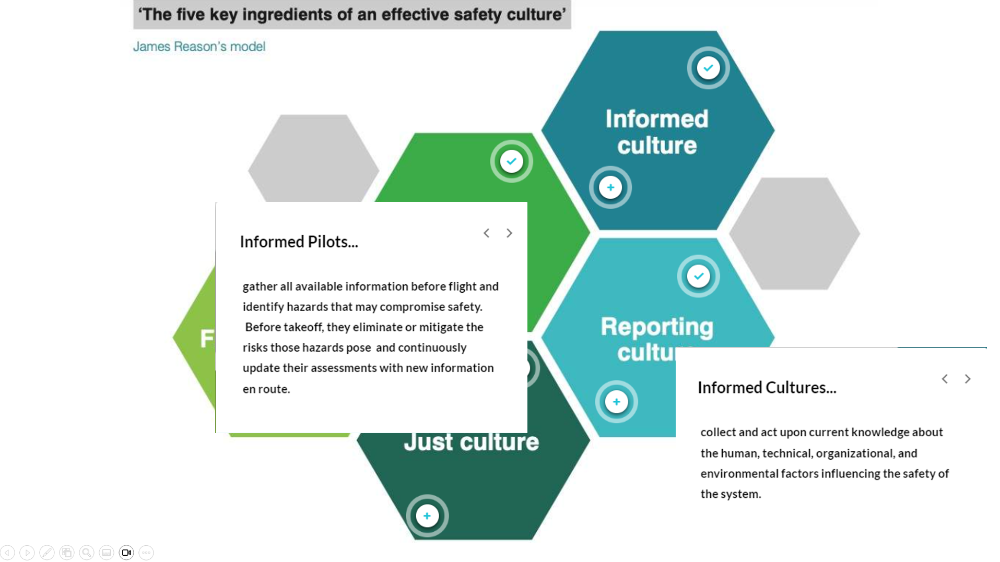 ‘The five key ingredients of an effective safety culture’
James Reason’s model
Informed
culture
Informed Pilots...
gather all available information before flight and
identify hazards that may compromise safety.
Before takeoff, they eliminate or mitigate the
risks those hazards pose  and continuously
update their assessments with new information
en route.
F
Reporting
cultu
Just culture
Informed Cultures...
collect and act upon current knowledge about
the human, technical, organizational, and
environmental factors influencing the safety of
the system.